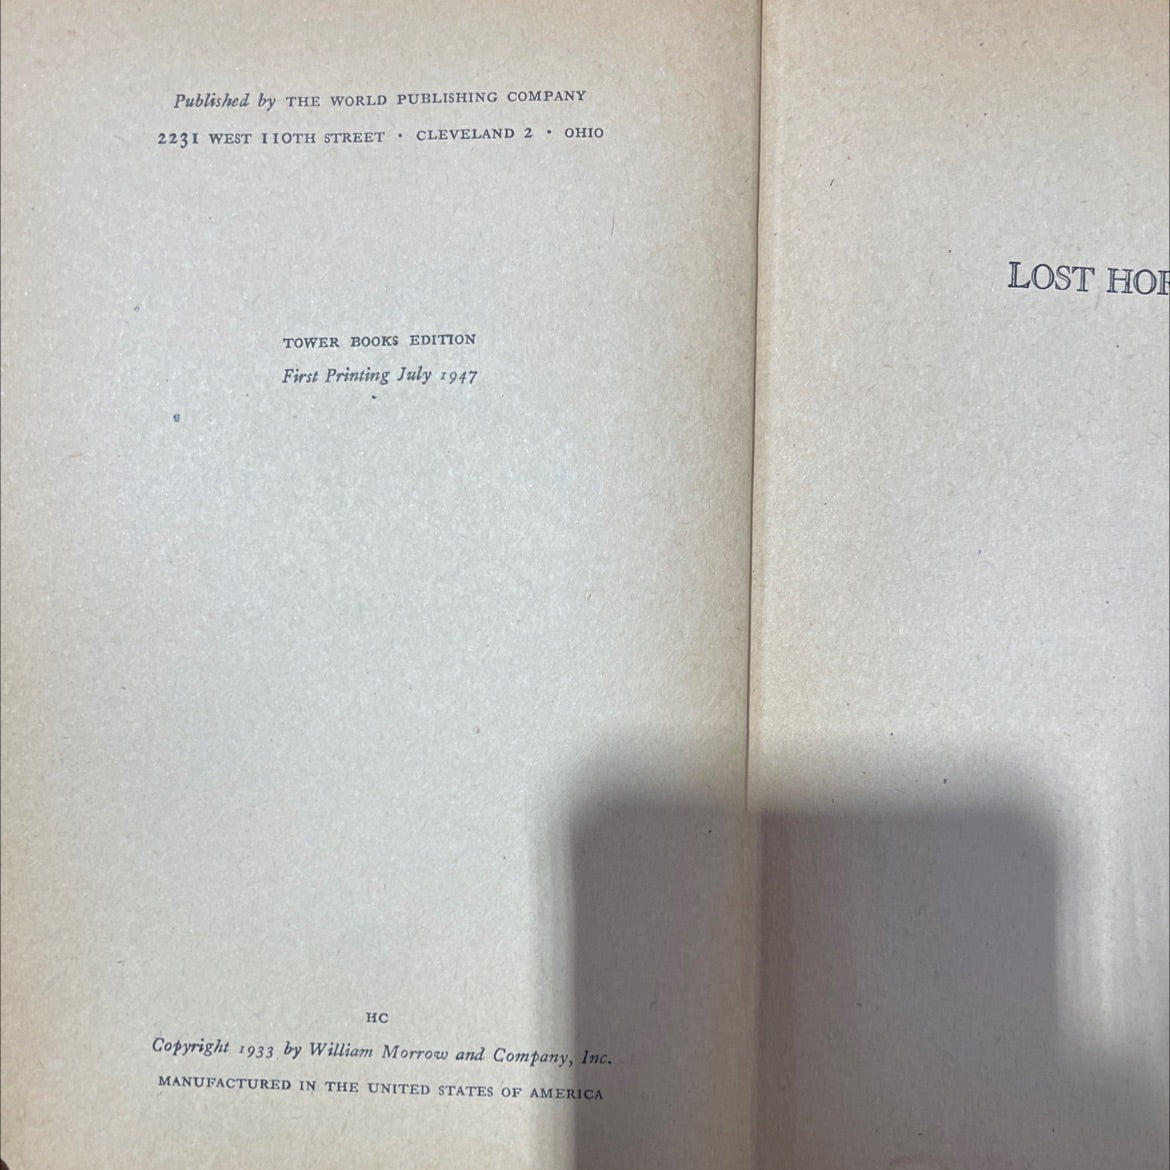 Published by THE WORLD PUBLISHING COMPANY
2231 WEST 110TH STREET · CLEVELAND 2 · OHIO
TOWER BOOKS EDITION
First Printing July 1947
HC
Copyright 1933 by William Morrow and Company, Inc.
MANUFACTURED IN THE UNITED STATES OF AMERICA
LOST